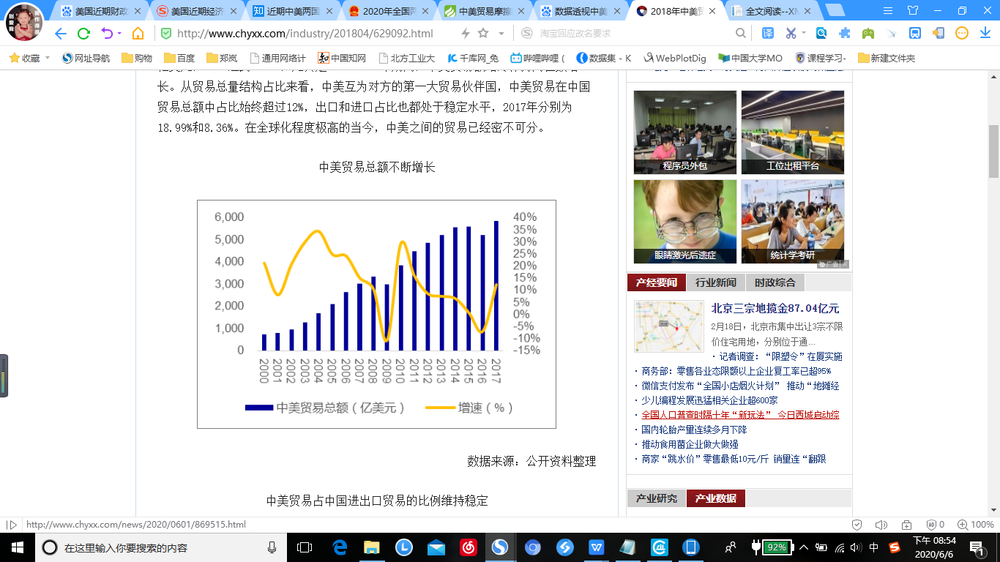 美国近期财政
美国近期经济
近期中美两国
2020年全国两
中美贸易摩擦
数据透视中美
2018年中美贸
全文阅读--XM
http://www.chyxx.com/industry/201804/629092.html
淘宝回应改名要求
收藏 网址导航 购物 百度 郑岚 通用网络计 中国知网 北方工业大 千库网_免 哔哩哔哩 ( 数据集 - K WebPlotDig 中国大学MO 课程学习- 新建文件夹
长。从贸易总量结构占比来看，中美互为对方的第一大贸易伙伴国，中美贸易在中国
贸易总额中占比始终超过12%，出口和进口占比也都处于稳定水平，2017年分别为
18.99%和8.36%。在全球化程度极高的当今，中美之间的贸易已经密不可分。
中美贸易总额不断增长
6,000
5,000
4,000
3,000
2,000
1,000
0
40%
35%
30%
25%
20%
15%
10%
5%
0%
-5%
-10%
-15%
2000 2001 2002 2003 2004 2005 2006 2007 2008 2009 2010 2011 2012 2013 2014 2015 2016 2017
中美贸易总额（亿美元） 增速（%）
数据来源：公开资料整理
中美贸易占中国进出口贸易的比例维持稳定
程序员外包
工位出租平台
眼睛激光后遗症
统计学考研
广告
产经要闻 行业新闻 时政综合
北京三宗地揽金87.04亿元
2月18日，北京市集中出让3宗不限
价住宅用地，分别位于通...
· 记者调查：“限塑令”在厦实施
· 商务部：零售各业态限额以上企业复工率已超95%
· 微信支付发布“全国小店烟火计划” 推动“地摊经
· 少儿编程发展迅猛相关企业超600家
· 全国人口普查时隔十年“新玩法” 今日西城启动综
· 国内轮胎产量连续多月下降
· 推动食用菌企业做大做强
· 商家“跳水价”零售最低10元/斤 销量连“翻跟
产业研究 产业数据
http://www.chyxx.com/news/2020/0601/869515.html
0
100%
在这里输入你要搜索的内容
92%
中
下午 08:54
2020/6/6
1